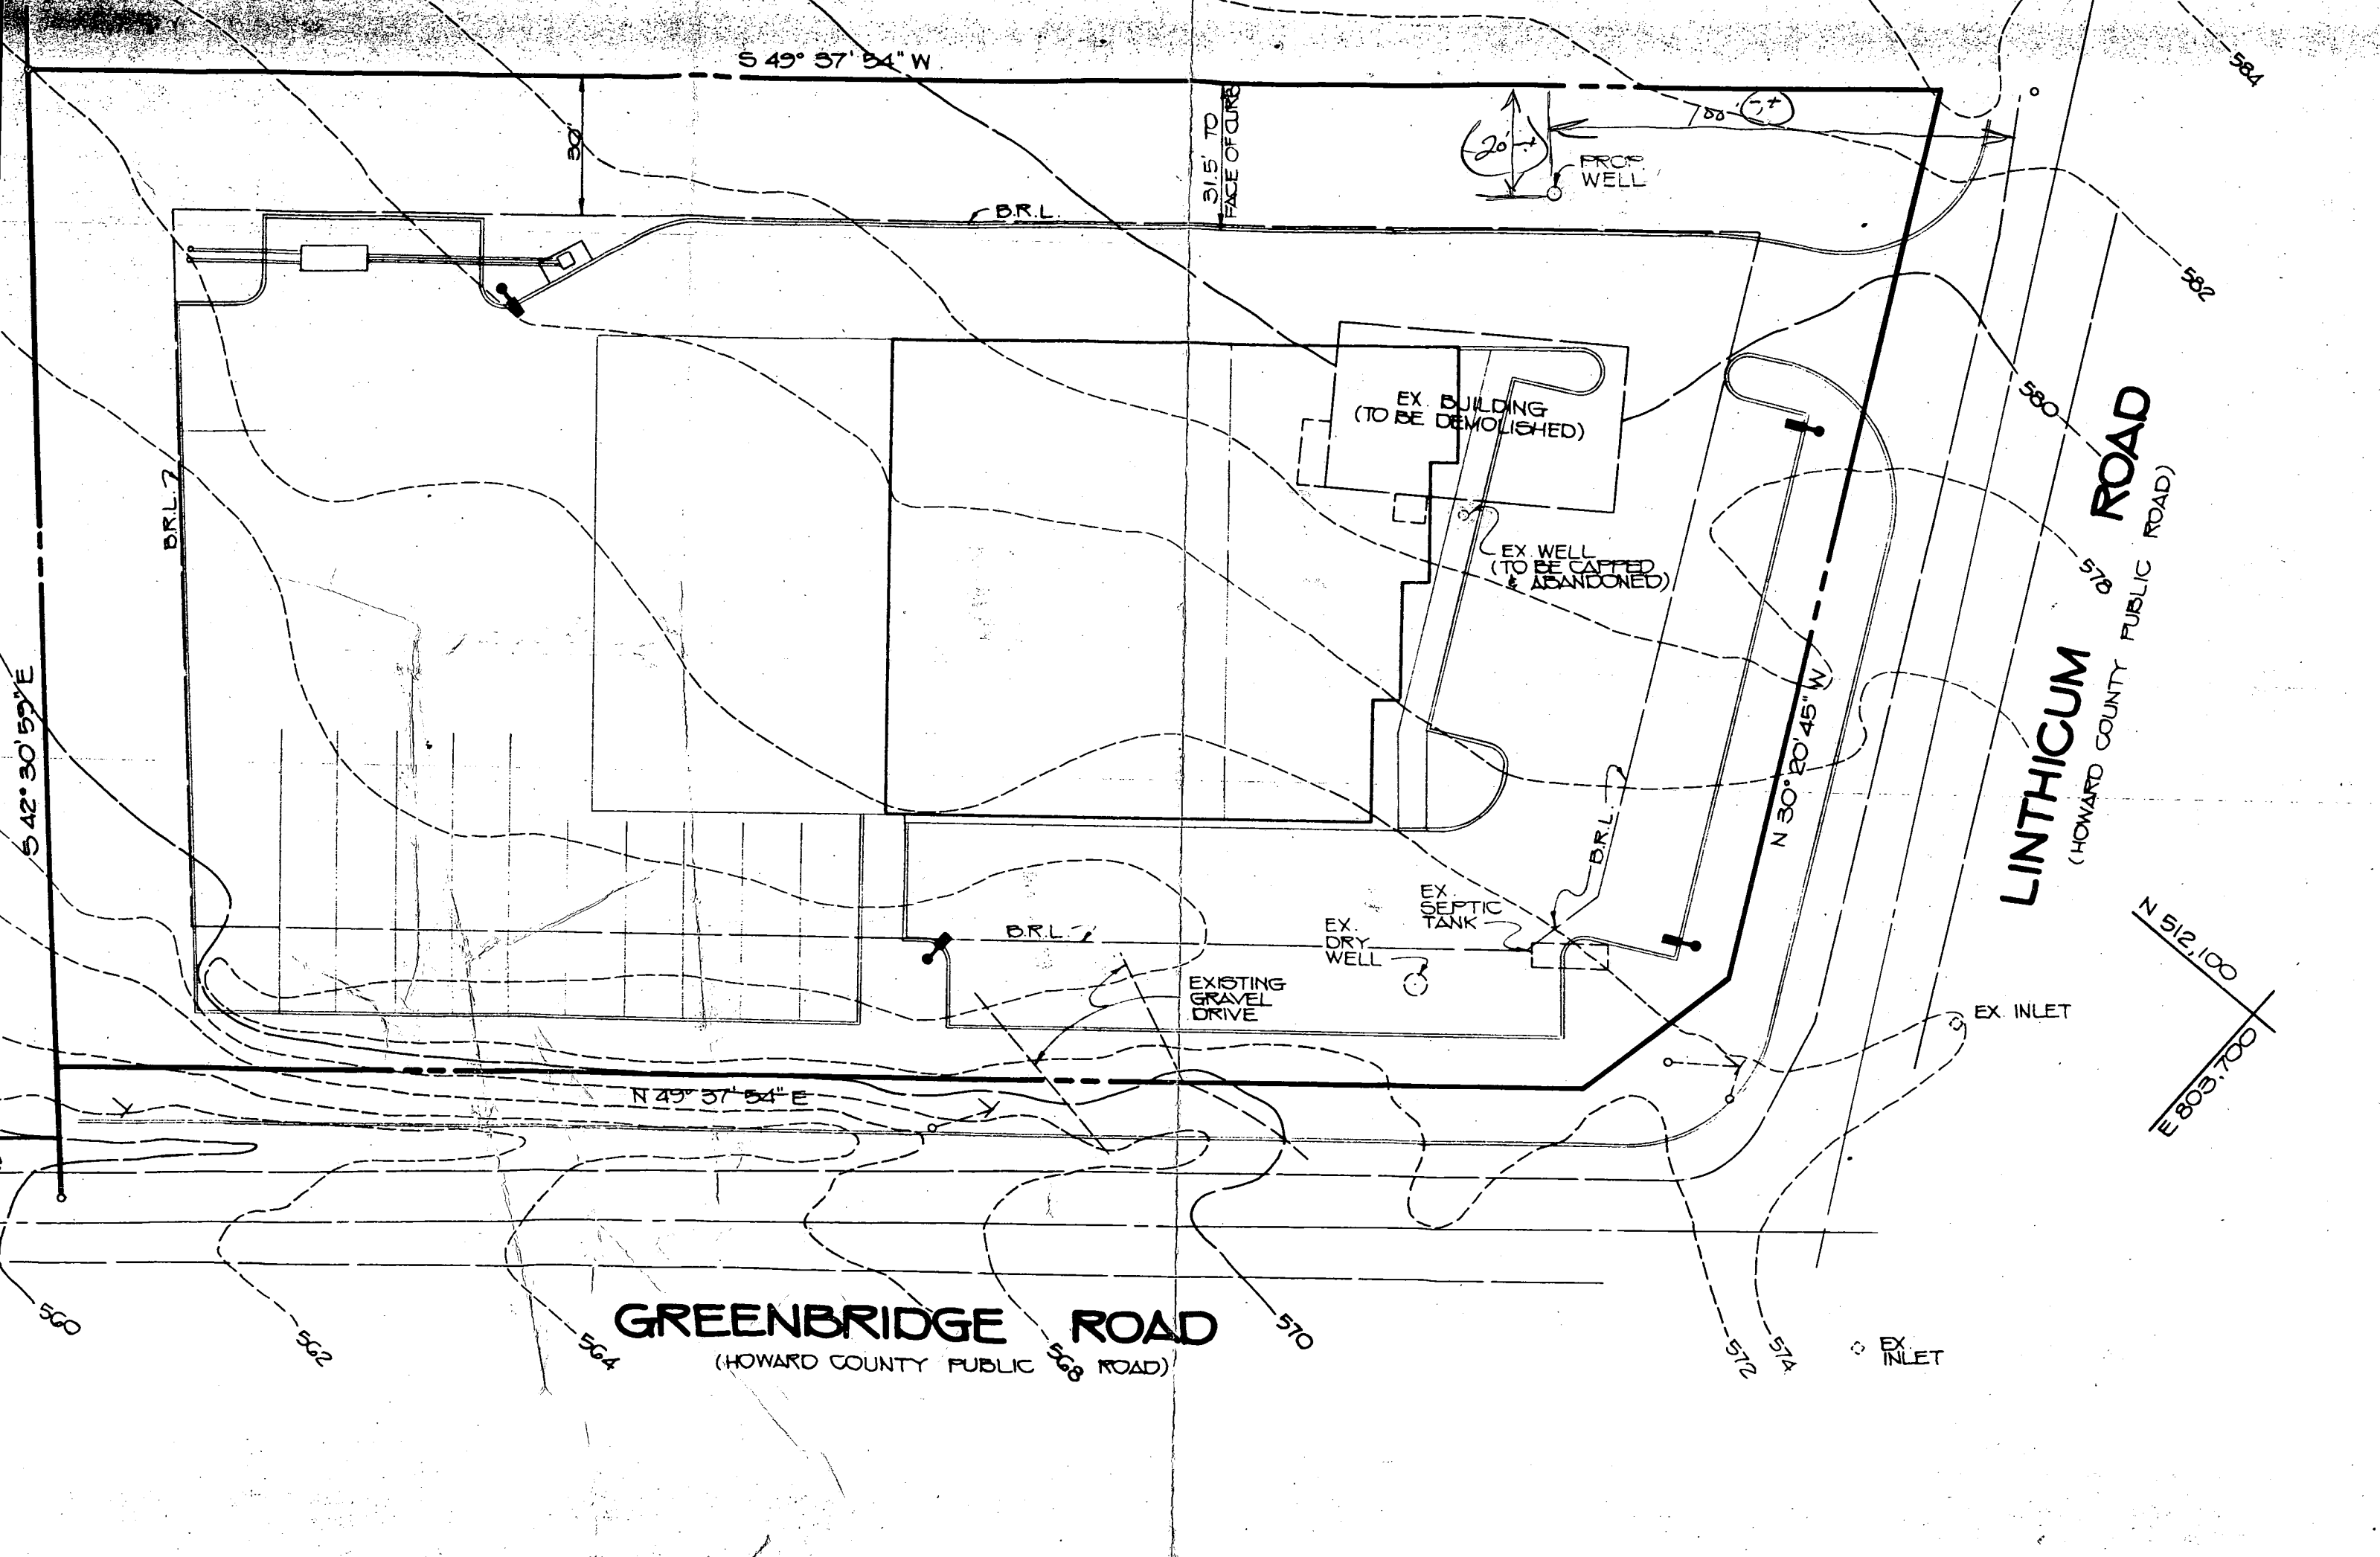 S 49° 37' 54" W
584
30'
31.5' TO
FACE OF CURB
20' ±
100' ±
PROP
WELL
B.R.L.
582
EX. BUILDING
(TO BE DEMOLISHED)
580
LINTHICUM ROAD
(HOWARD COUNTY PUBLIC ROAD)
B.R.L.
EX. WELL
(TO BE CAPPED
& ABANDONED)
578
S 42° 30' 59" E
N 30° 20' 45" W
B.R.L.
EX.
SEPTIC
TANK
EX.
DRY
WELL
B.R.L.
EXISTING
GRAVEL
DRIVE
N 512,100
E 803,700
EX. INLET
N 49° 37' 54" E
560
562
564
568
570
572
574
GREENBRIDGE ROAD
(HOWARD COUNTY PUBLIC ROAD)
EX.
INLET